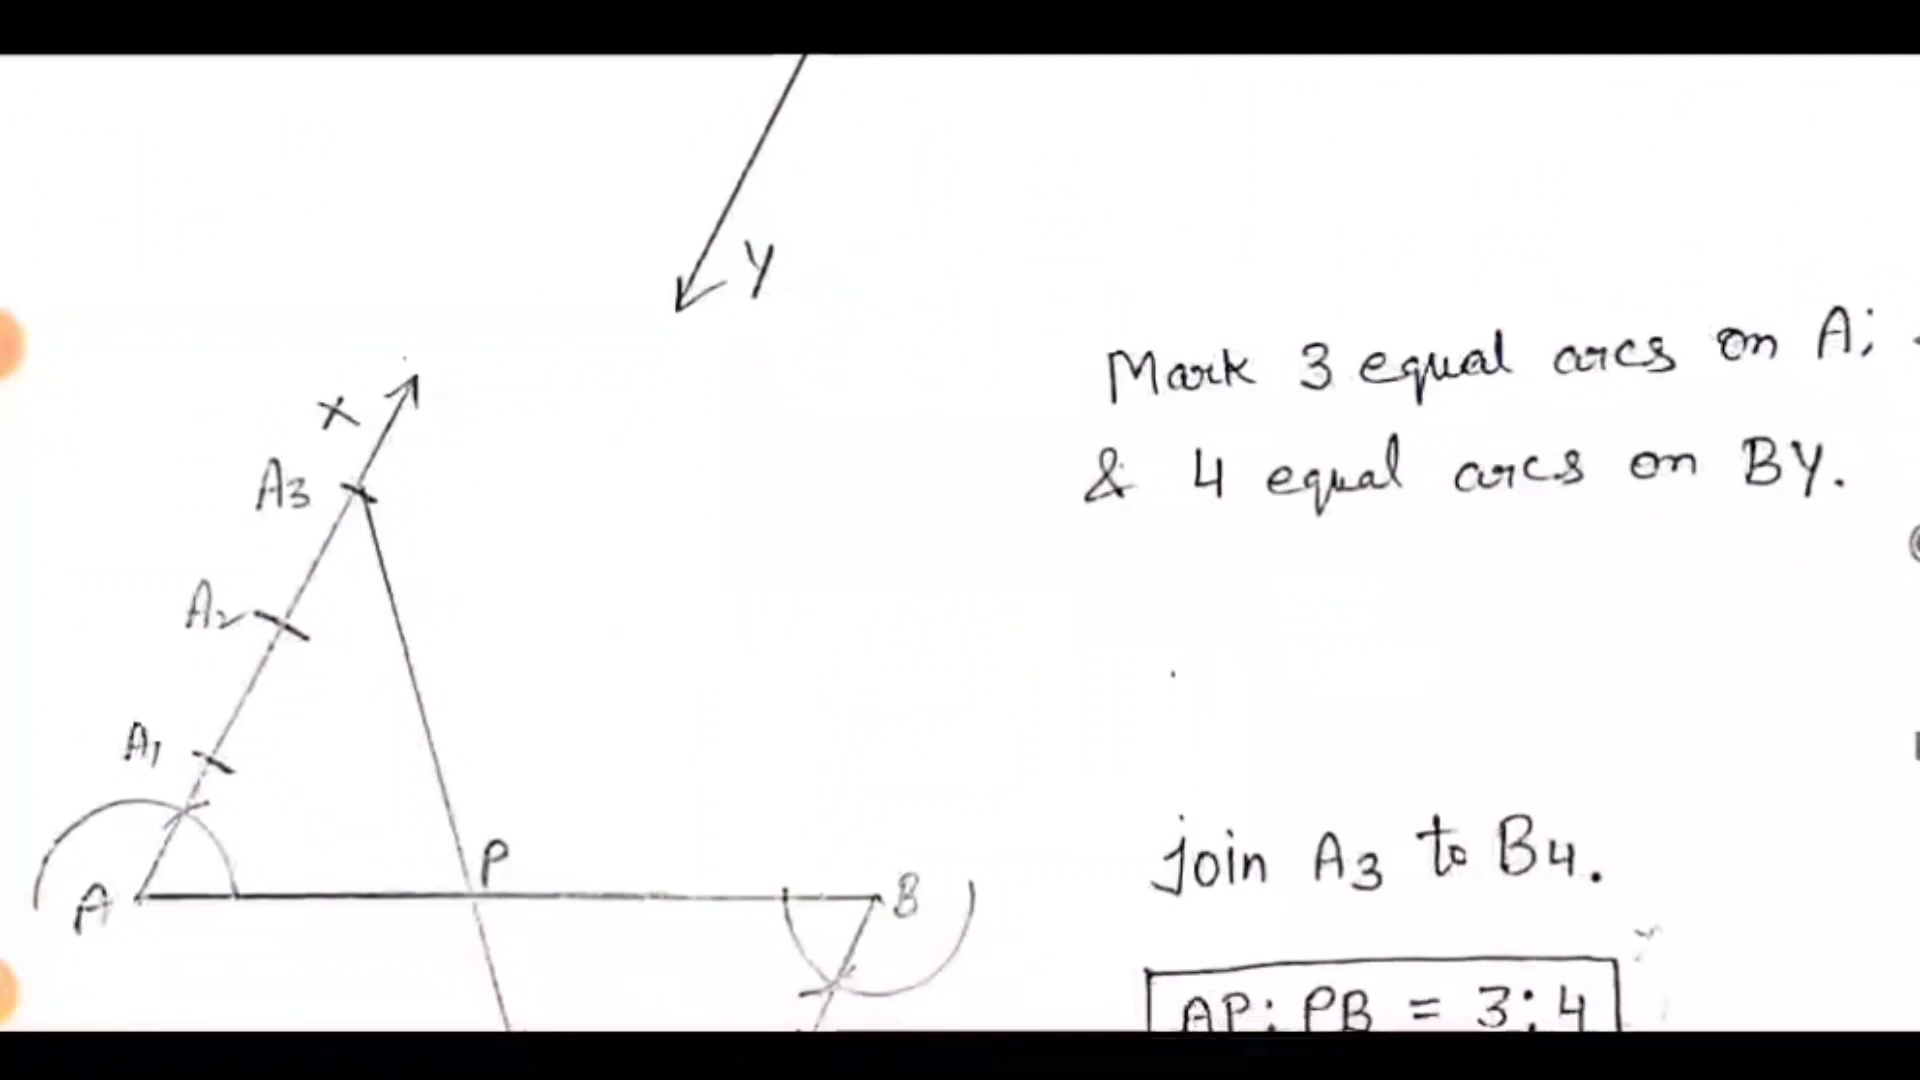 Y
Mark 3 equal arcs on A;
& 4 equal arcs on BY.
X
A3
A2
A1
P
A
B
join A3 to B4.
AP : PB = 3:4